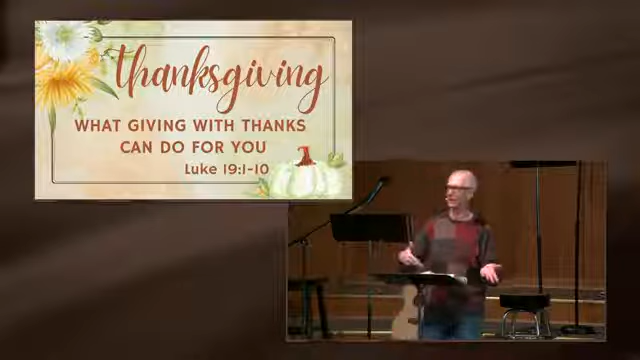 thanksgiving
WHAT GIVING WITH THANKS
CAN DO FOR YOU
Luke 19:1-10